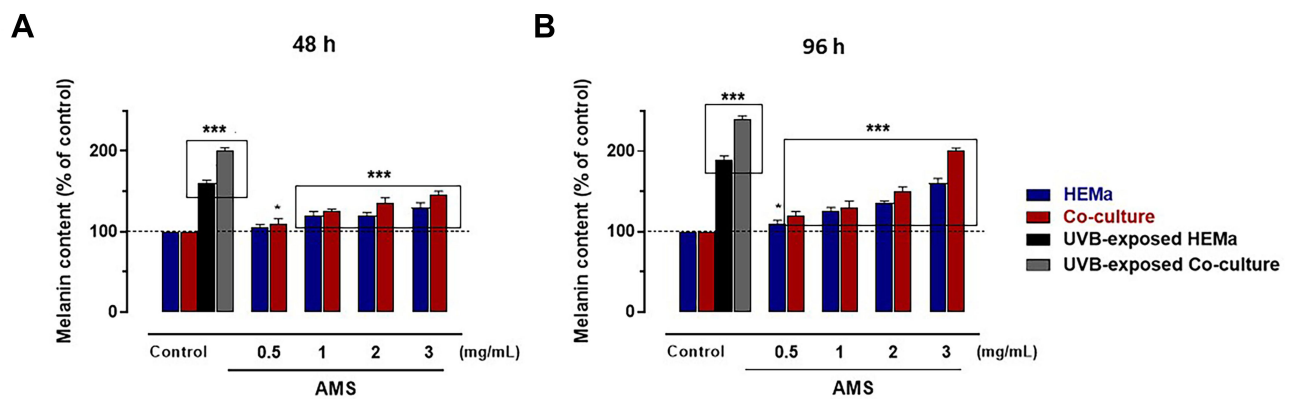 A
48 h
Melanin content (% of control)
200
100
0
***
*
***
Control
0.5 1 2 3 (mg/mL)
AMS
B
96 h
Melanin content (% of control)
200
100
0
***
*
***
Control
0.5 1 2 3 (mg/mL)
AMS
HEMa
Co-culture
UVB-exposed HEMa
UVB-exposed Co-culture